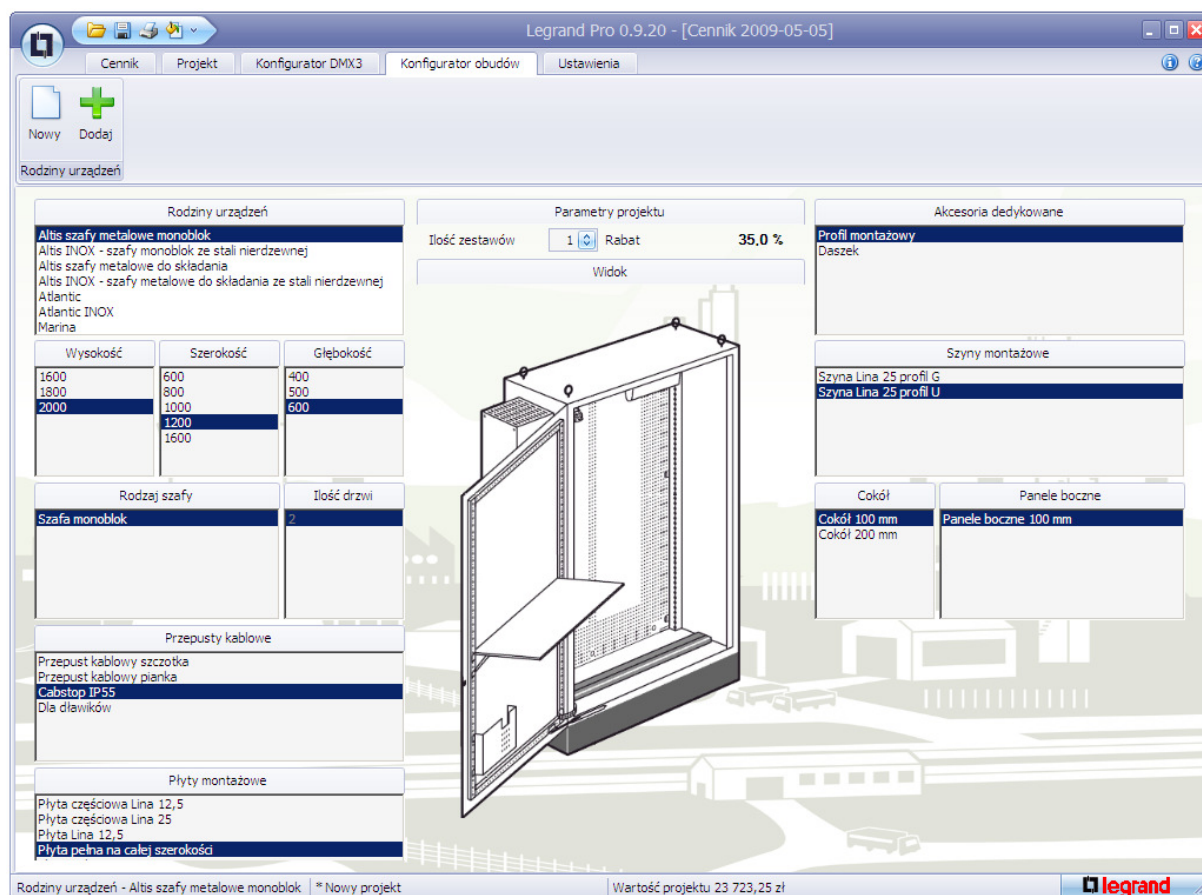 Legrand Pro 0.9.20 - [Cennik 2009-05-05]
Cennik
Projekt
Konfigurator DMX3
Konfigurator obudów
Ustawienia
Nowy
Dodaj
Rodziny urządzeń
Rodziny urządzeń
Altis szafy metalowe monoblok
Altis INOX - szafy monoblok ze stali nierdzewnej
Altis szafy metalowe do składania
Altis INOX - szafy metalowe do składania ze stali nierdzewnej
Atlantic
Atlantic INOX
Marina
Wysokość
1600
1800
2000
Szerokość
600
800
1000
1200
1600
Głębokość
400
500
600
Rodzaj szafy
Szafa monoblok
Ilość drzwi
2
Przepusty kablowe
Przepust kablowy szczotka
Przepust kablowy pianka
Cabstop IP55
Dla dławików
Płyty montażowe
Płyta częściowa Lina 12,5
Płyta częściowa Lina 25
Płyta Lina 12,5
Płyta pełna na całej szerokości
Parametry projektu
Ilość zestawów 1 Rabat 35,0 %
Widok
Akcesoria dedykowane
Profil montażowy
Daszek
Szyny montażowe
Szyna Lina 25 profil G
Szyna Lina 25 profil U
Cokół
Cokół 100 mm
Cokół 200 mm
Panele boczne
Panele boczne 100 mm
Rodziny urządzeń - Altis szafy metalowe monoblok
* Nowy projekt
Wartość projektu 23 723,25 zł
legrand